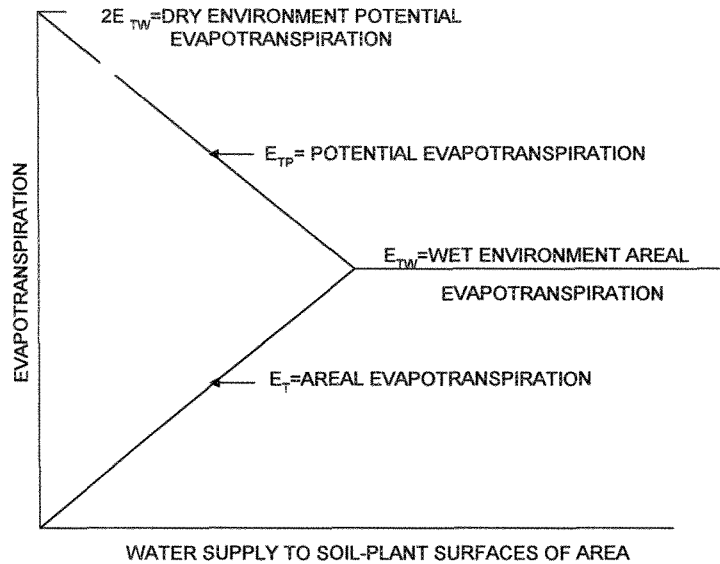 2E TW=DRY ENVIRONMENT POTENTIAL
EVAPOTRANSPIRATION
ETP= POTENTIAL EVAPOTRANSPIRATION
ETW=WET ENVIRONMENT AREAL
EVAPOTRANSPIRATION
ET=AREAL EVAPOTRANSPIRATION
EVAPOTRANSPIRATION
WATER SUPPLY TO SOIL-PLANT SURFACES OF AREA